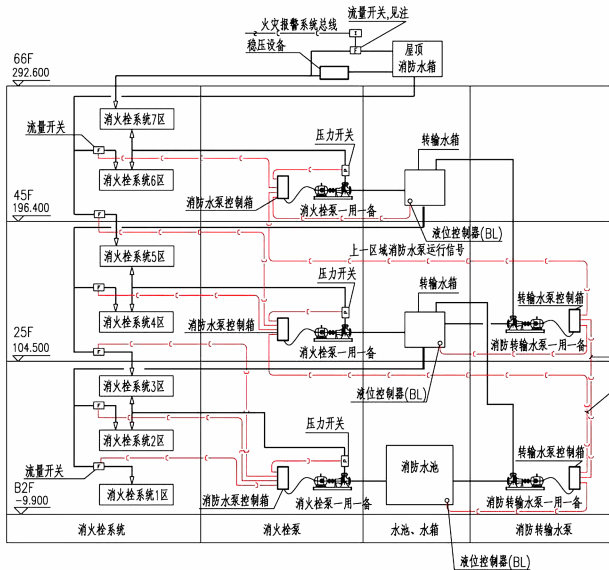 火灾报警系统总线
流量开关,见注
稳压设备
屋顶
消防水箱
66F
292.600
消火栓系统7区
流量开关
F
压力开关
P
转输水箱
消火栓系统6区
消防水泵控制箱
消火栓泵一用一备
45F
196.400
液位控制器(BL)
上一区域消防水泵运行信号
消火栓系统5区
压力开关
转输水箱
转输水泵控制箱
消火栓系统4区
消防水泵控制箱
消火栓泵一用一备
消防转输水泵一用一备
25F
104.500
消火栓系统3区
液位控制器(BL)
压力开关
消火栓系统2区
消防水池
转输水泵控制箱
流量开关
B2F
-9.900
消火栓系统1区
消防水泵控制箱
消火栓泵一用一备
消防转输水泵一用一备
消火栓系统
消火栓泵
水池、水箱
消防转输水泵
液位控制器(BL)